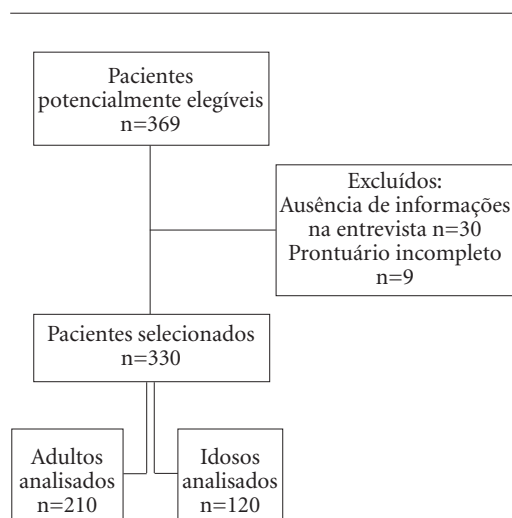 Pacientes
potencialmente elegíveis
n=369
Excluídos:
Ausência de informações
na entrevista n=30
Prontuário incompleto
n=9
Pacientes selecionados
n=330
Adultos
analisados
n=210
Idosos
analisados
n=120